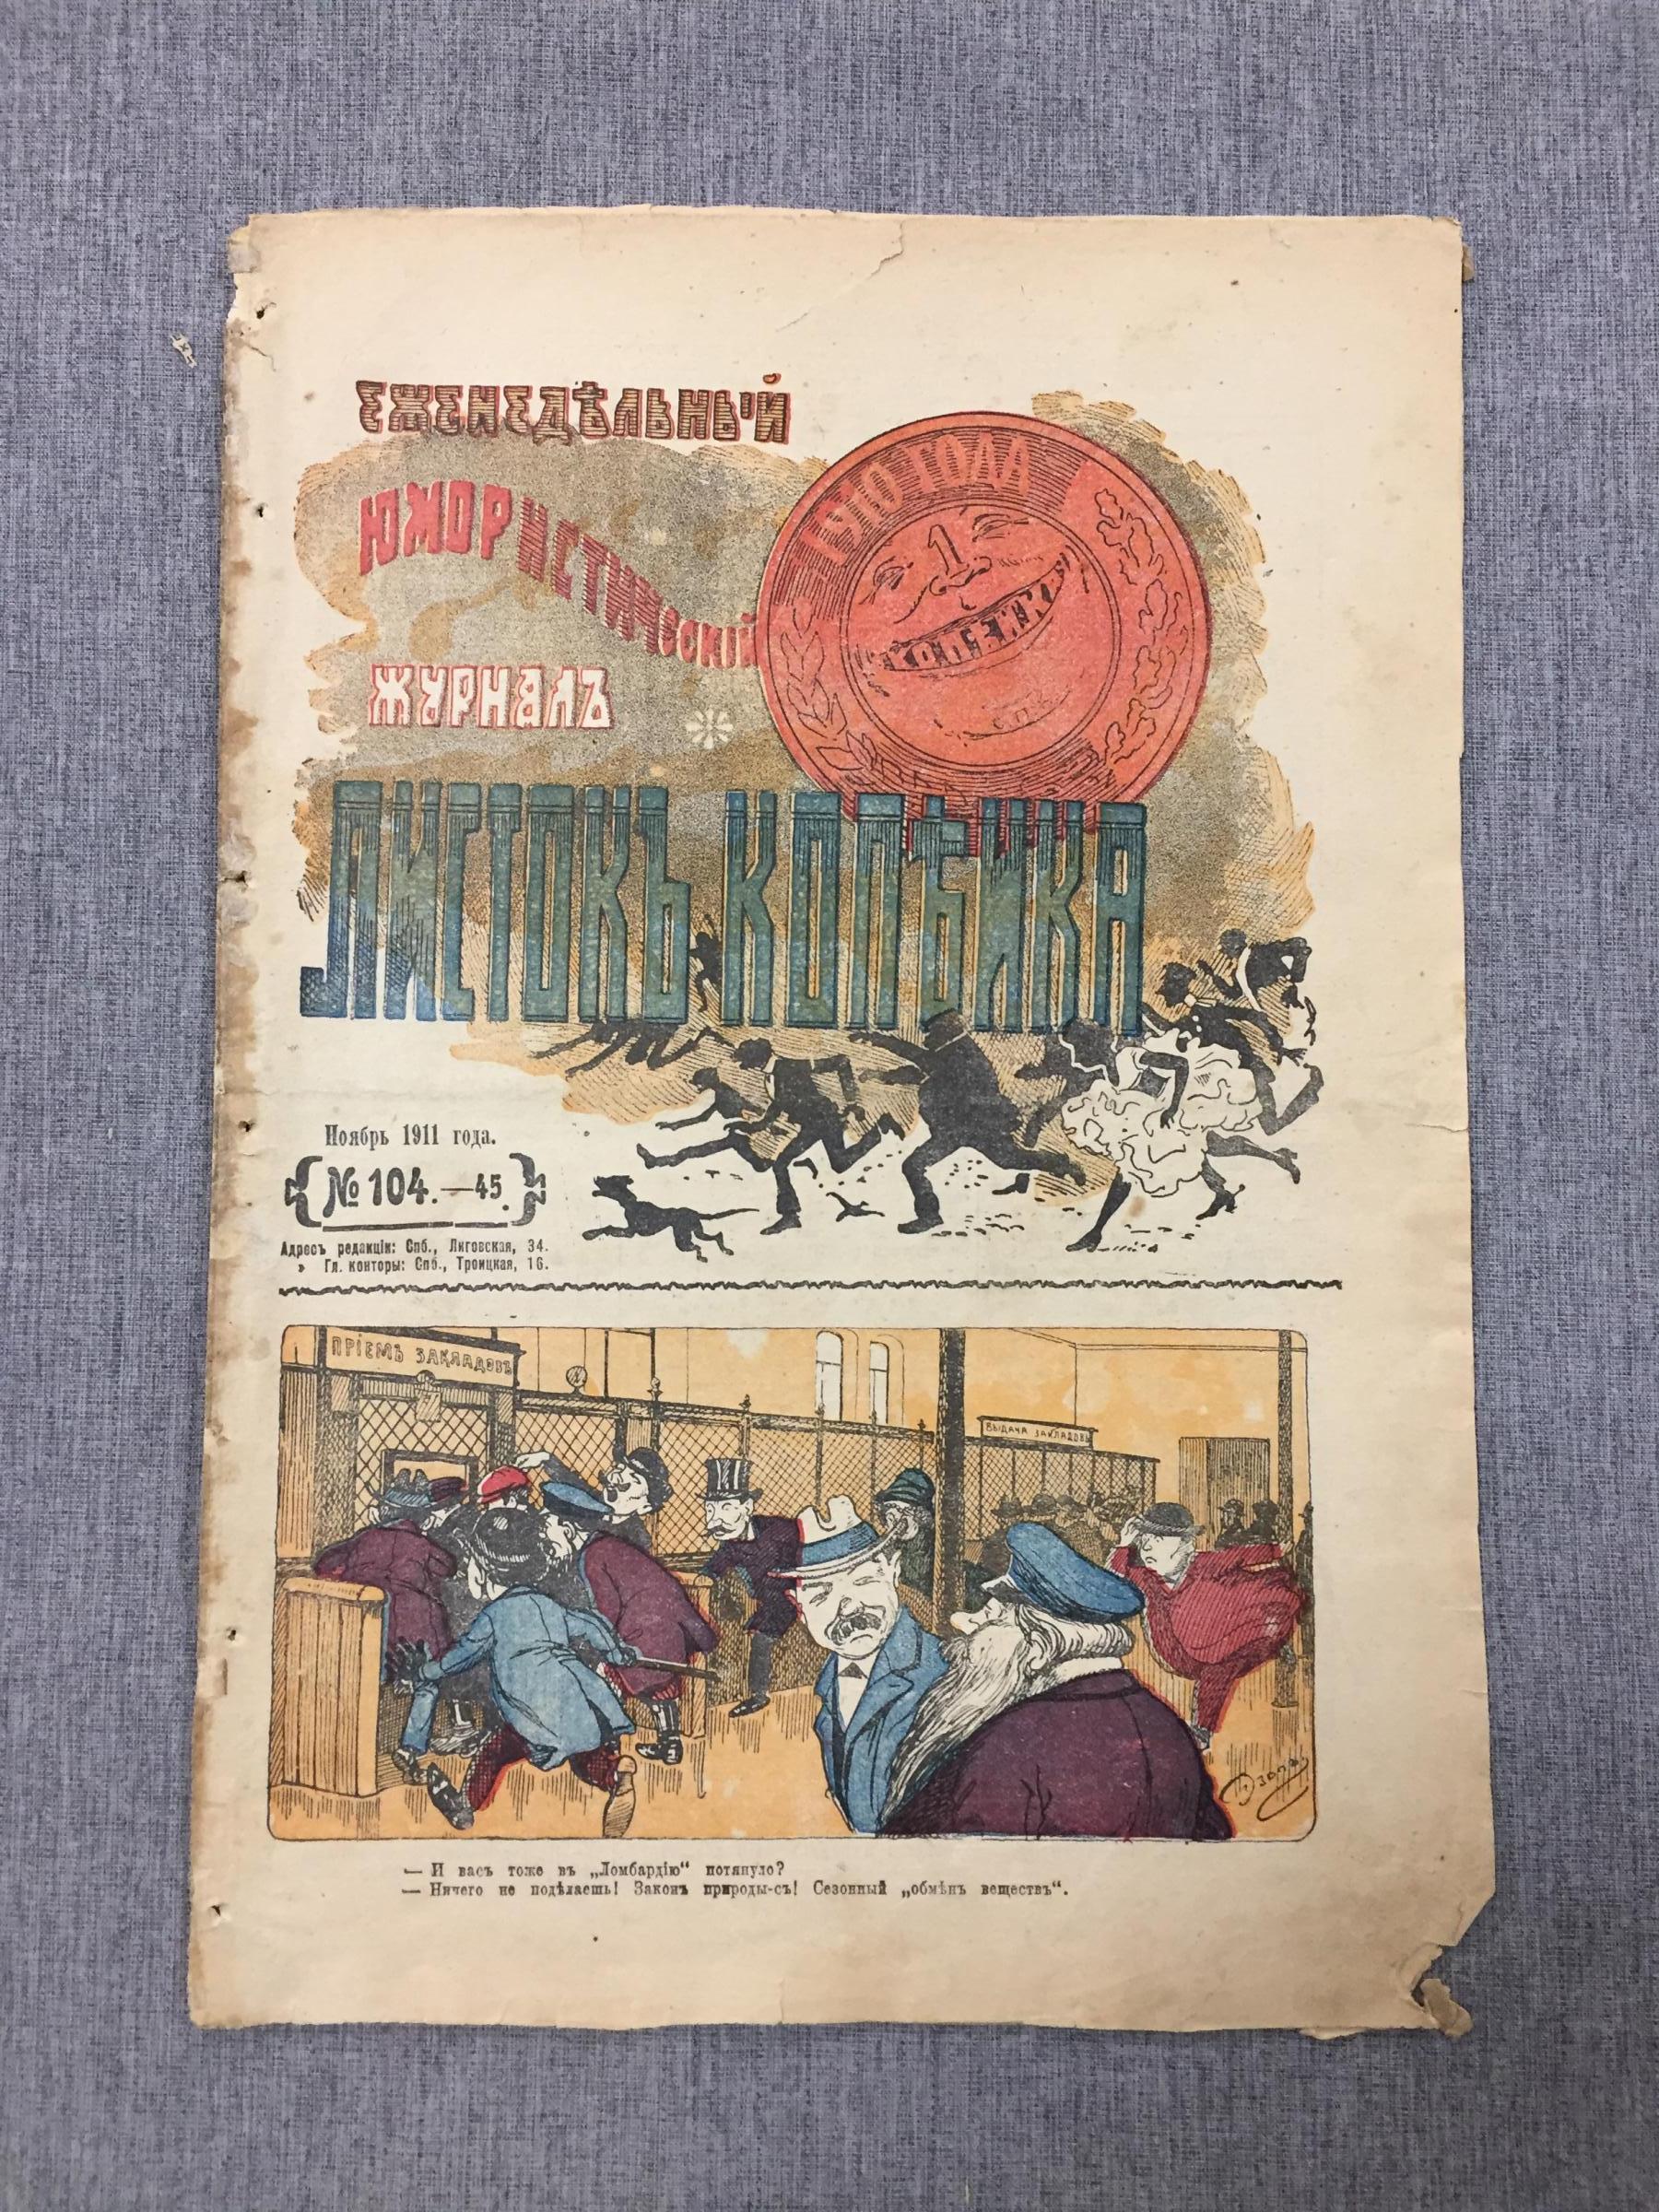 ЕЖЕНЕДѢЛЬНЫЙ
ЮМОРИСТИЧЕСКІЙ
ЖУРНАЛЪ
1910 ГОДА
1
КОПЕЙКА
С.П.Б.
ЛИСТОКЪ КОПѢЙКА
Ноябрь 1911 года.
№ 104.—45.
Адресъ редакціи: Спб., Лиговская, 34.
» Гл. конторы: Спб., Троицкая, 16.
ПРІЕМЪ ЗАКЛАДОВЪ
ВЫДАЧА ЗАКЛАДОВЪ
— И васъ тоже въ „Ломбардію“ потянуло?
— Ничего не подѣлаешь! Законъ природы-съ! Сезонный „обмѣнъ веществъ“.